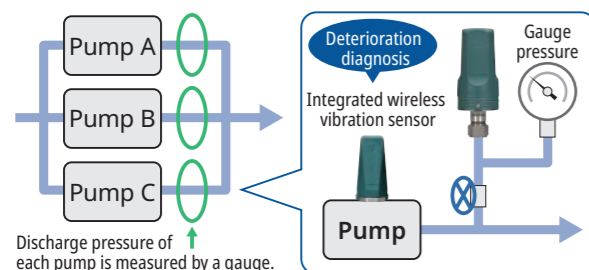 Pump A
Pump B
Pump C
Discharge pressure of
each pump is measured by a gauge.
Deterioration
diagnosis
Integrated wireless
vibration sensor
Gauge
pressure
Pump